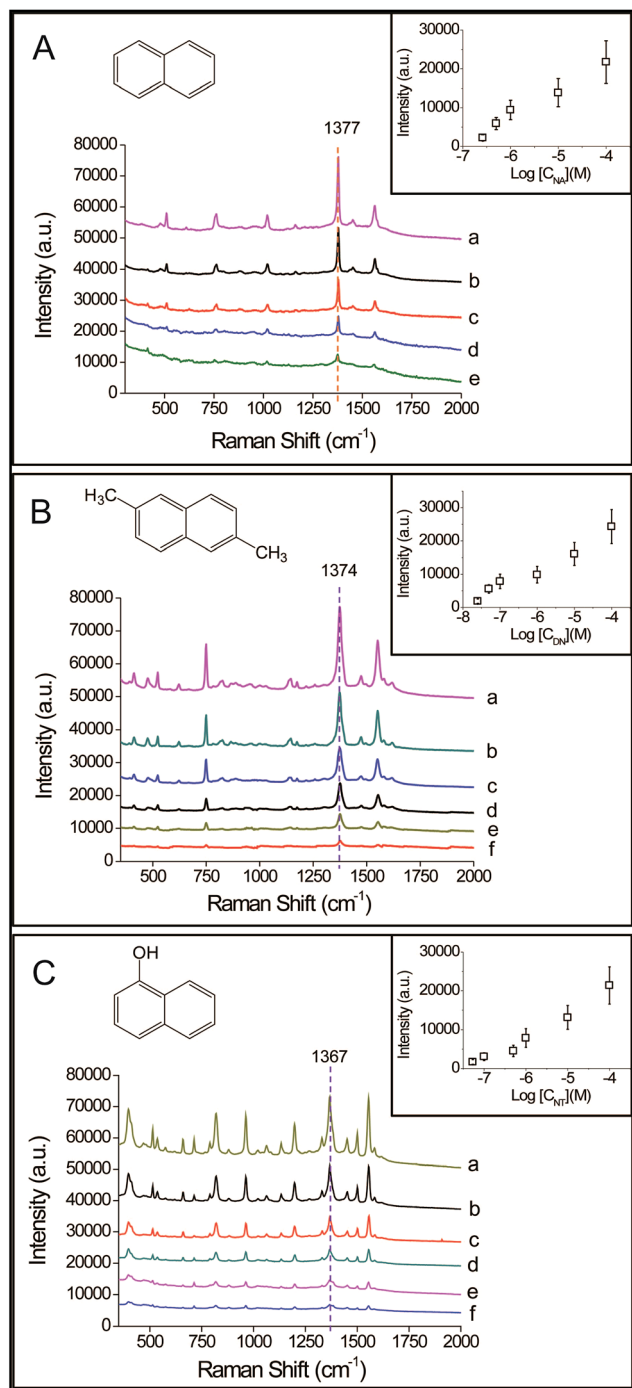 A
1377
Intensity (a.u.)
80000
70000
60000
50000
40000
30000
20000
10000
0
a
b
c
d
e
500 750 1000 1250 1500 1750 2000
Raman Shift (cm⁻¹)
Intensity (a.u.)
30000
20000
10000
0
-7 -6 -5 -4
Log [C_NA](M)
B
H₃C
CH₃
1374
Intensity (a.u.)
80000
70000
60000
50000
40000
30000
20000
10000
0
a
b
c
d
e
f
500 750 1000 1250 1500 1750 2000
Raman Shift (cm⁻¹)
Intensity (a.u.)
30000
20000
10000
0
-8 -7 -6 -5 -4
Log [C_DN](M)
C
OH
1367
Intensity (a.u.)
80000
70000
60000
50000
40000
30000
20000
10000
0
a
b
c
d
e
f
500 750 1000 1250 1500 1750 2000
Raman Shift (cm⁻¹)
Intensity (a.u.)
30000
20000
10000
0
-7 -6 -5 -4
Log [C_NT](M)